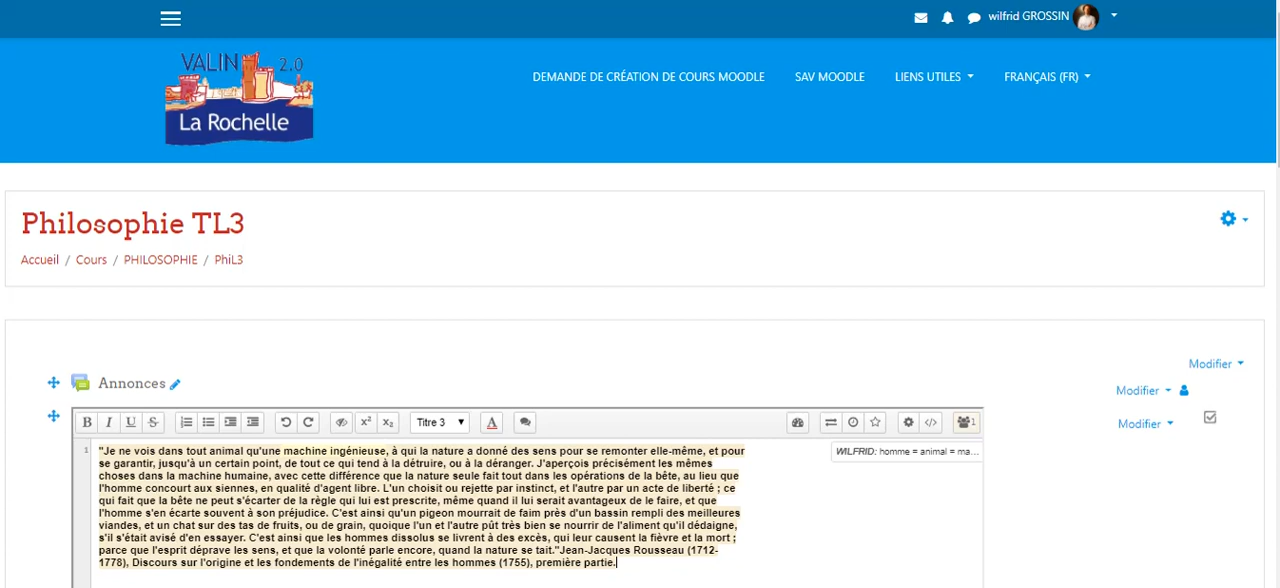 wilfrid GROSSIN
VALIN 2.0
La Rochelle
DEMANDE DE CRÉATION DE COURS MOODLE SAV MOODLE LIENS UTILES FRANÇAIS (FR)
Philosophie TL3
Accueil / Cours / PHILOSOPHIE / PhiL3
Modifier
Annonces
Modifier
Modifier
B I U S x² x₂ Titre 3 A 1
1
"Je ne vois dans tout animal qu'une machine ingénieuse, à qui la nature a donné des sens pour se remonter elle-même, et pour
se garantir, jusqu'à un certain point, de tout ce qui tend à la détruire, ou à la déranger. J'aperçois précisément les mêmes
choses dans la machine humaine, avec cette différence que la nature seule fait tout dans les opérations de la bête, au lieu que
l'homme concourt aux siennes, en qualité d'agent libre. L'un choisit ou rejette par instinct, et l'autre par un acte de liberté ; ce
qui fait que la bête ne peut s'écarter de la règle qui lui est prescrite, même quand il lui serait avantageux de le faire, et que
l'homme s'en écarte souvent à son préjudice. C'est ainsi qu'un pigeon mourrait de faim près d'un bassin rempli des meilleures
viandes, et un chat sur des tas de fruits, ou de grain, quoique l'un et l'autre pût très bien se nourrir de l'aliment qu'il dédaigne,
s'il s'était avisé d'en essayer. C'est ainsi que les hommes dissolus se livrent à des excès, qui leur causent la fièvre et la mort ;
parce que l'esprit déprave les sens, et que la volonté parle encore, quand la nature se tait."Jean-Jacques Rousseau (1712-
1778), Discours sur l'origine et les fondements de l'inégalité entre les hommes (1755), première partie.
WILFRID: homme = animal = ma...